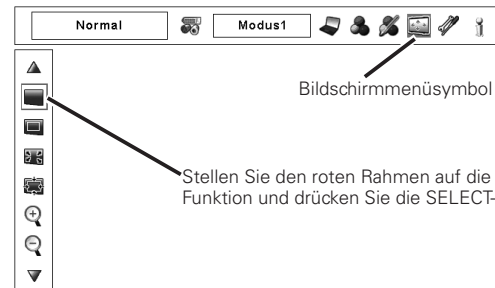 Normal
Modus1
Bildschirmmenüsymbol
Stellen Sie den roten Rahmen auf die
Funktion und drücken Sie die SELECT-